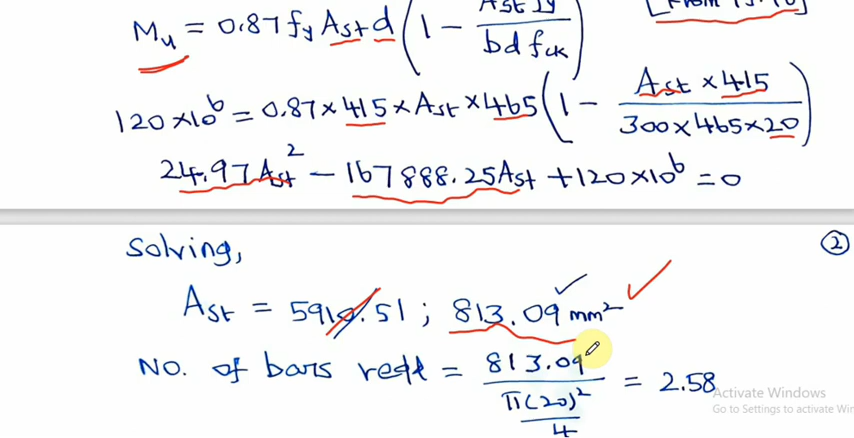 Mu = 0.87 fy Ast d (1 - Ast fy / bd fck)
120 × 10^6 = 0.87 × 415 × Ast × 465 (1 - Ast × 415 / 300 × 465 × 20)
24.97 Ast^2 - 167888.25 Ast + 120 × 10^6 = 0
②
Solving,
Ast = 5910.51 ; 813.09 mm² ✓
No. of bars reqd = 813.09 / (π(20)² / 4) = 2.58
Activate Windows
Go to Settings to activate Wi